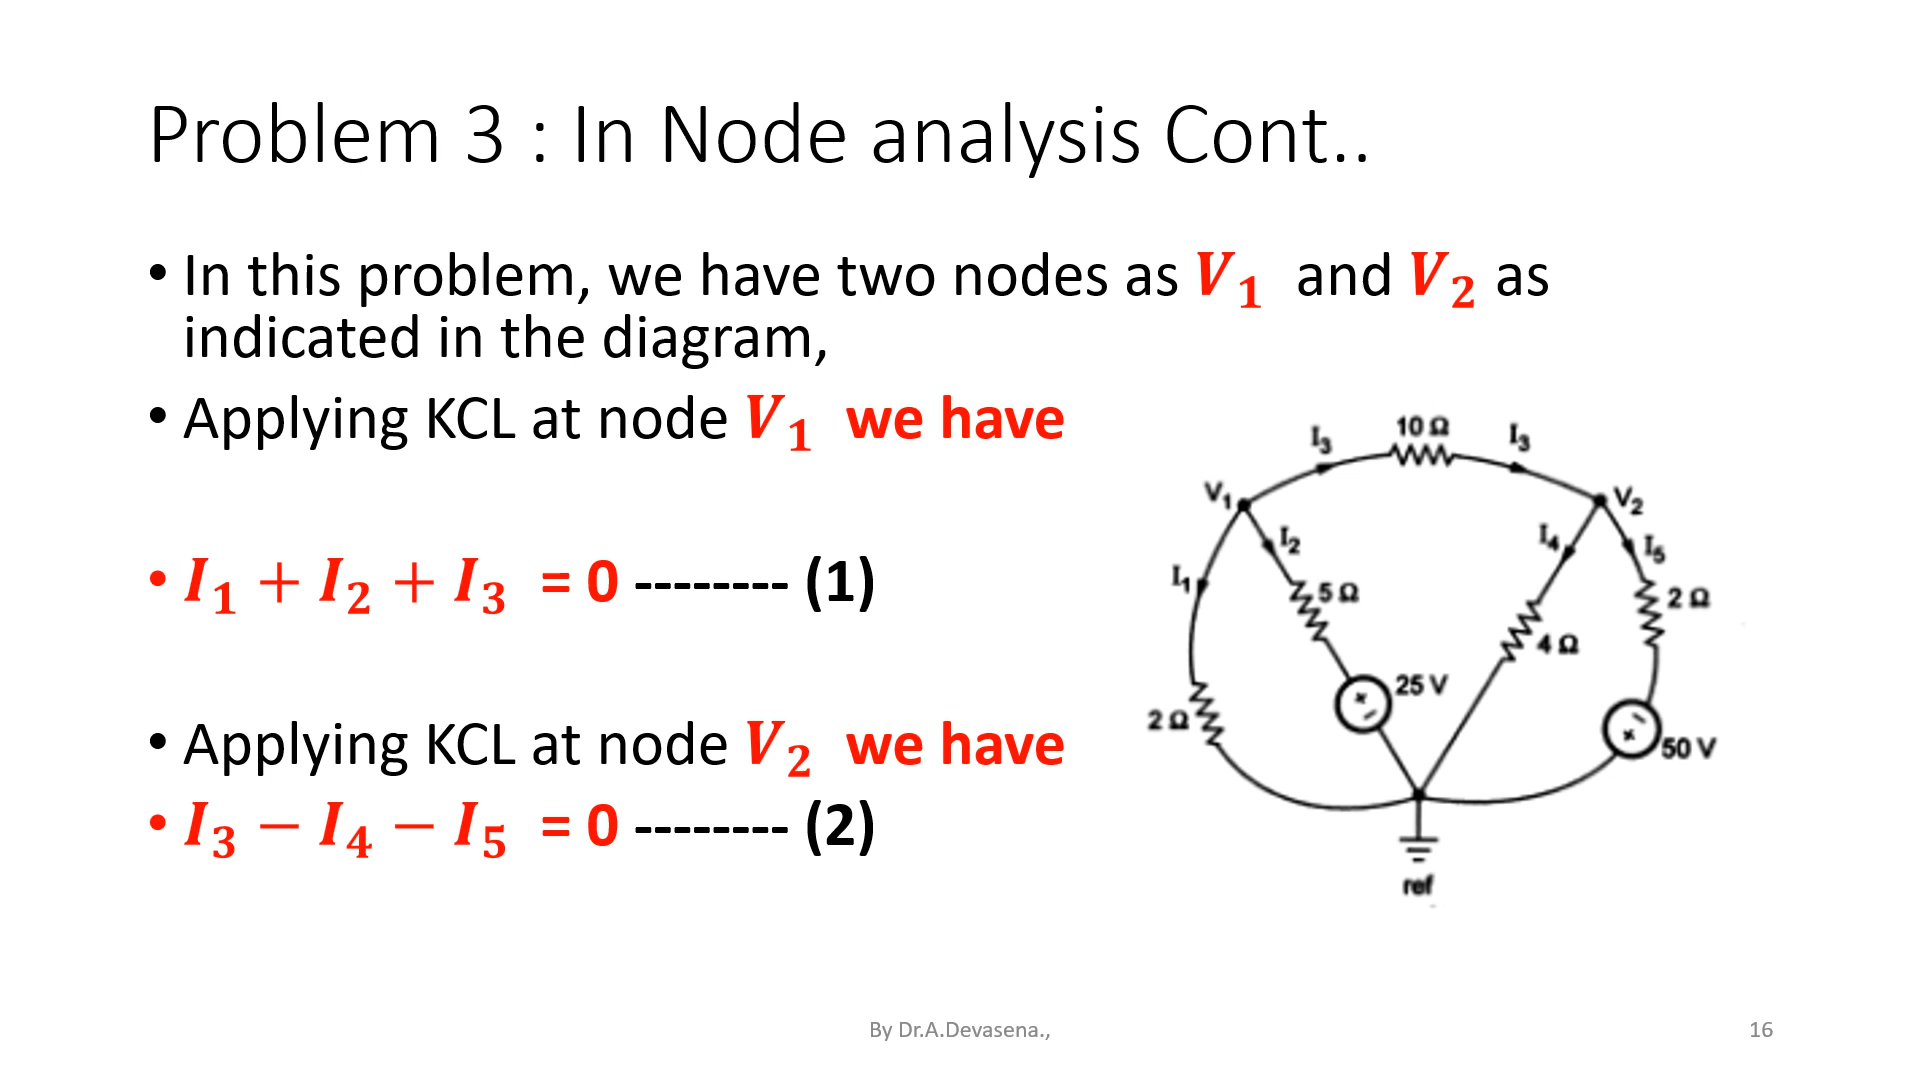 Problem 3 : In Node analysis Cont..
• In this problem, we have two nodes as V₁ and V₂ as
indicated in the diagram,
• Applying KCL at node V₁ we have
• I₁ + I₂ + I₃ = 0 -------- (1)
• Applying KCL at node V₂ we have
• I₃ − I₄ − I₅ = 0 -------- (2)
I₃
10 Ω
I₃
V₁
V₂
I₂
I₄
I₅
I₁
5 Ω
2 Ω
4 Ω
25 V
2 Ω
50 V
ref
By Dr.A.Devasena.,
16